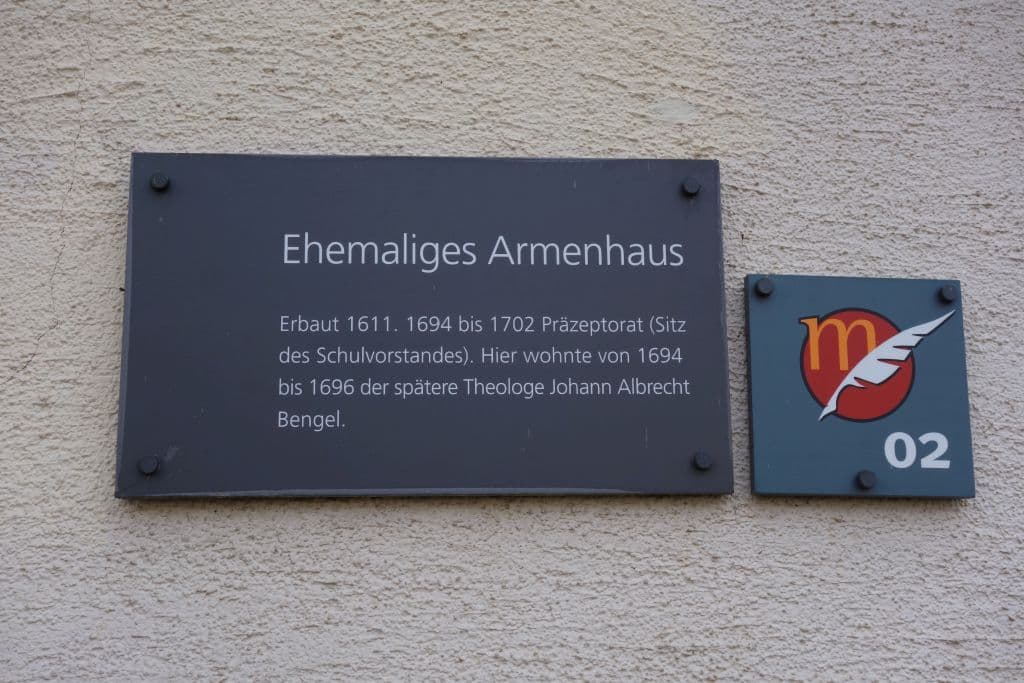 Ehemaliges Armenhaus
Erbaut 1611. 1694 bis 1702 Präzeptorat (Sitz
des Schulvorstandes). Hier wohnte von 1694
bis 1696 der spätere Theologe Johann Albrecht
Bengel.
m
02